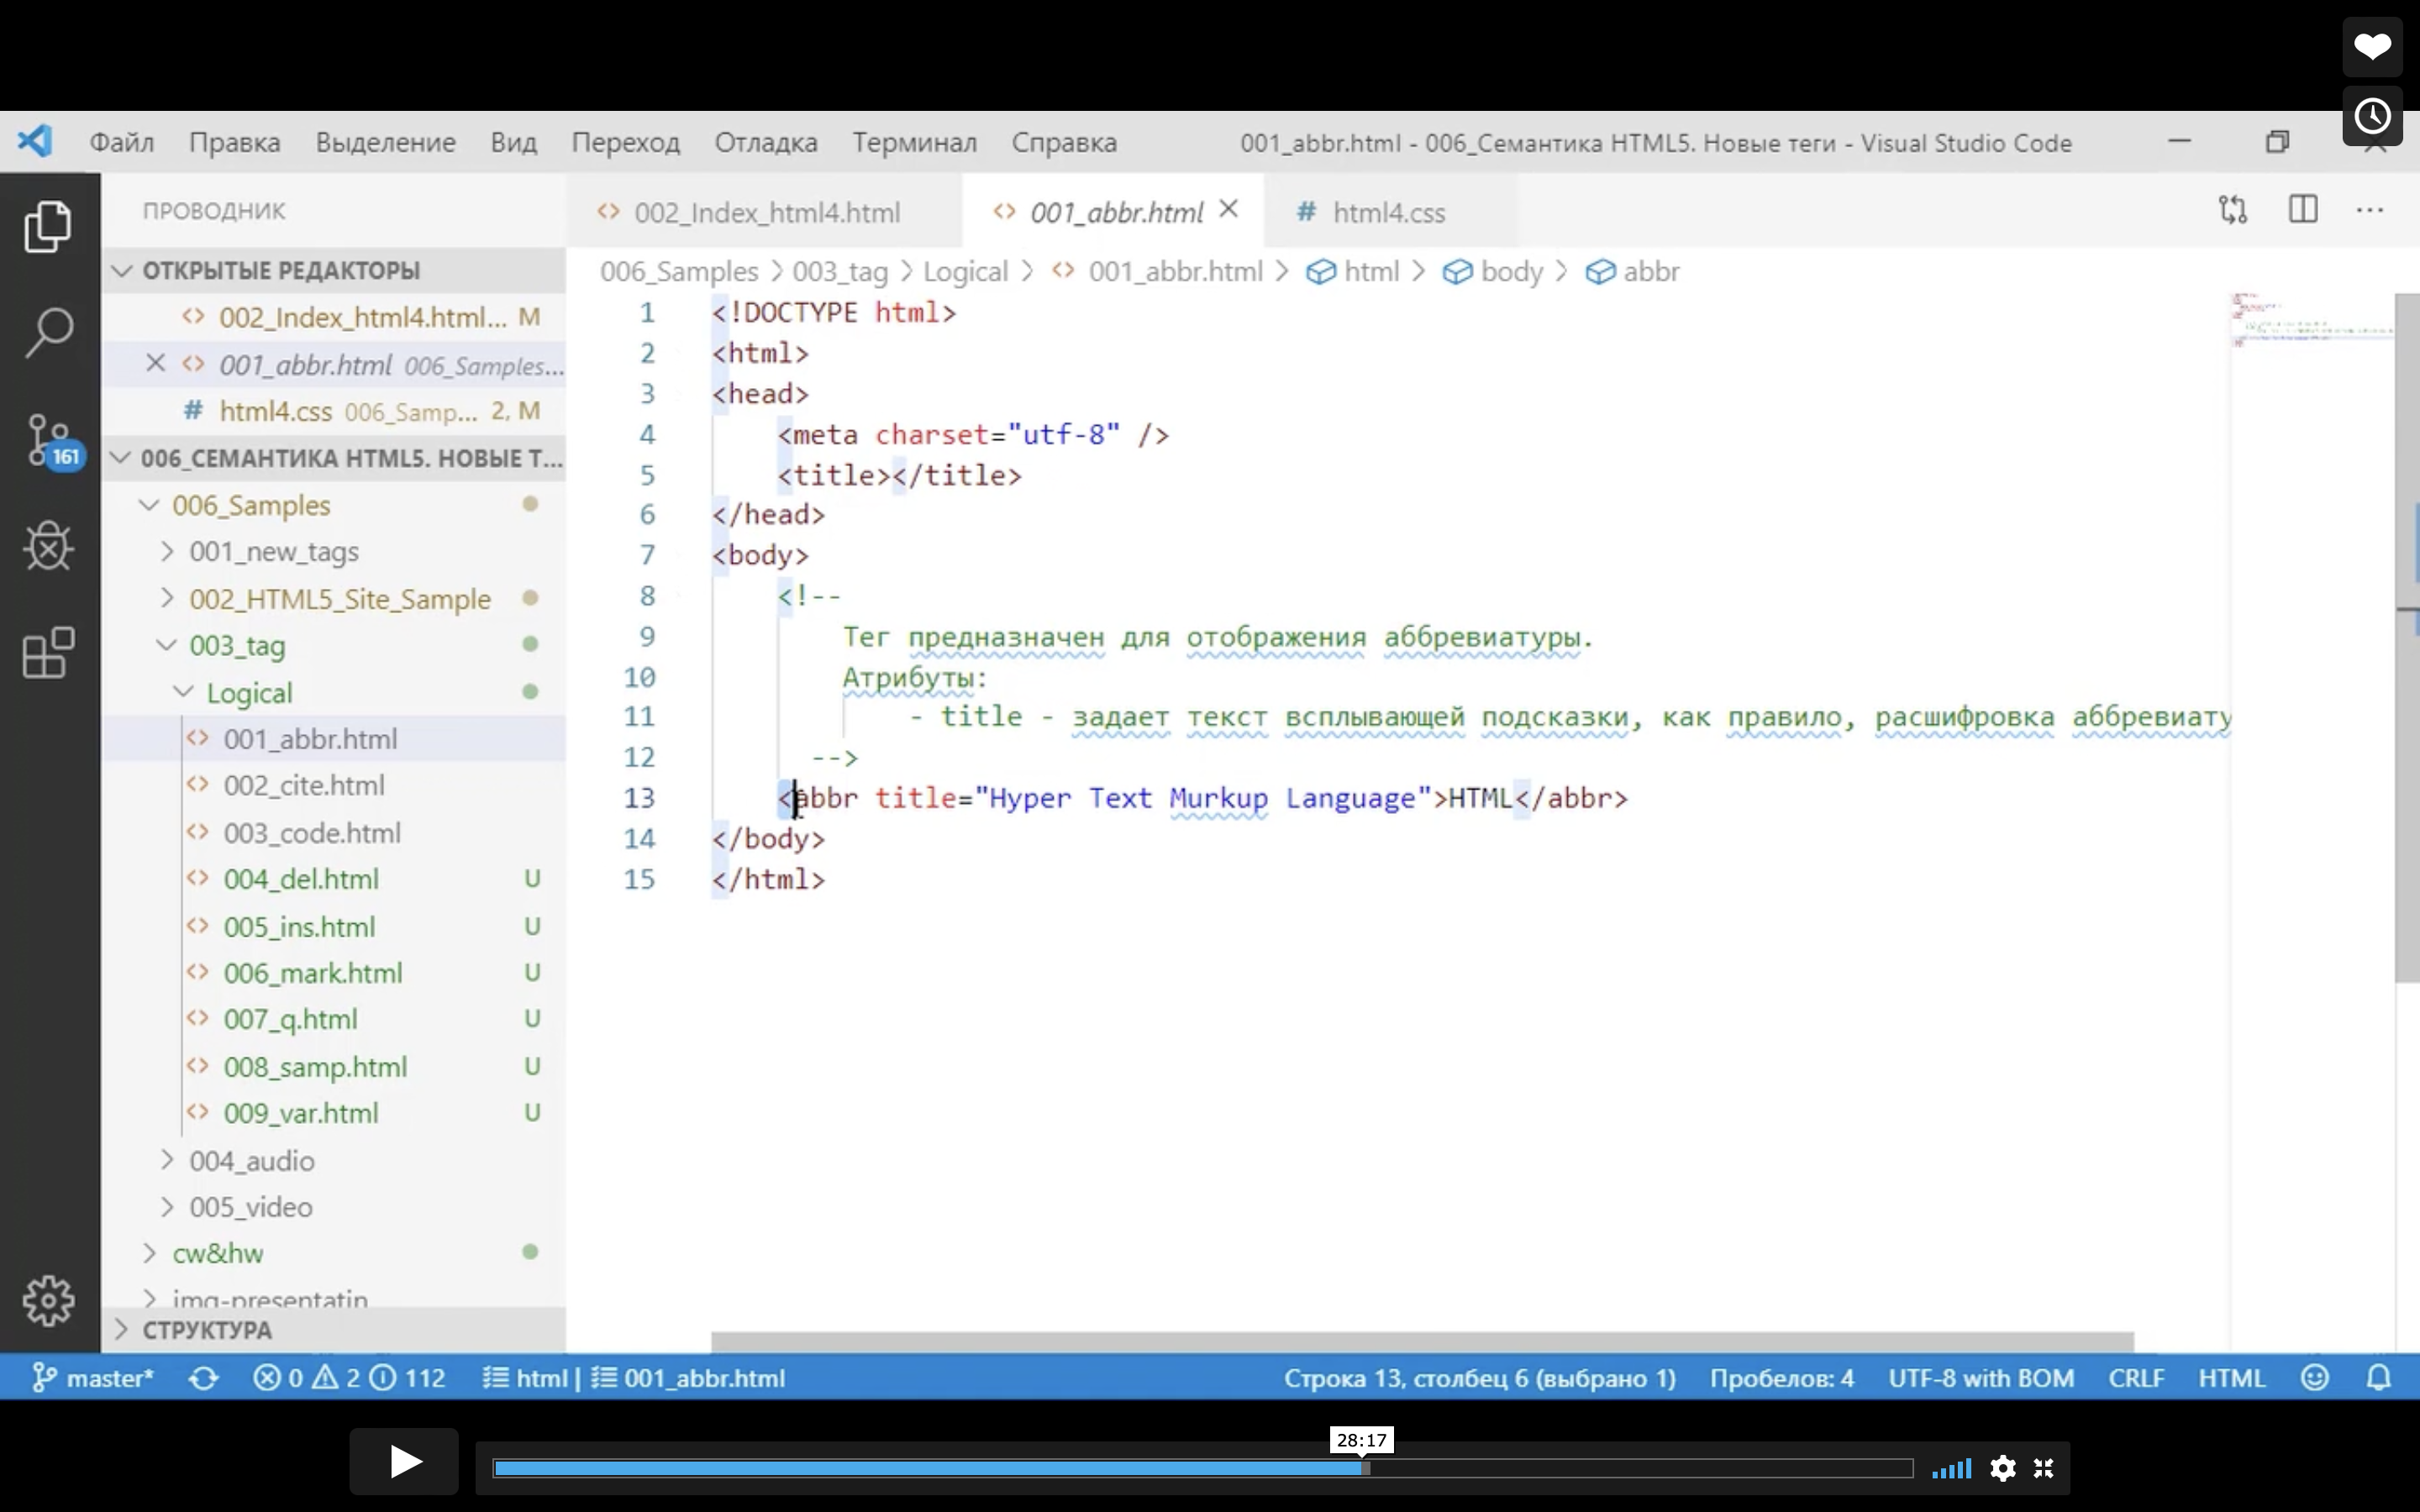 Файл Правка Выделение Вид Переход Отладка Терминал Справка 001_abbr.html - 006_Семантика HTML5. Новые теги - Visual Studio Code
ПРОВОДНИК
ОТКРЫТЫЕ РЕДАКТОРЫ
002_Index_html4.html... M
001_abbr.html 006_Samples...
html4.css 006_Samp... 2, M
006_СЕМАНТИКА HTML5. НОВЫЕ Т...
006_Samples
001_new_tags
002_HTML5_Site_Sample
003_tag
Logical
001_abbr.html
002_cite.html
003_code.html
004_del.html U
005_ins.html U
006_mark.html U
007_q.html U
008_samp.html U
009_var.html U
004_audio
005_video
cw&hw
img-presentatin
СТРУКТУРА
161
002_Index_html4.html 001_abbr.html # html4.css
006_Samples > 003_tag > Logical > 001_abbr.html > html > body > abbr
1 <!DOCTYPE html>
2 <html>
3 <head>
4 <meta charset="utf-8" />
5 <title></title>
6 </head>
7 <body>
8 <!--
9 Тег предназначен для отображения аббревиатуры.
10 Атрибуты:
11 - title - задает текст всплывающей подсказки, как правило, расшифровка аббревиату
12 -->
13 <abbr title="Hyper Text Murkup Language">HTML</abbr>
14 </body>
15 </html>
master* 0 2 112 html | 001_abbr.html Строка 13, столбец 6 (выбрано 1) Пробелов: 4 UTF-8 with BOM CRLF HTML
28:17